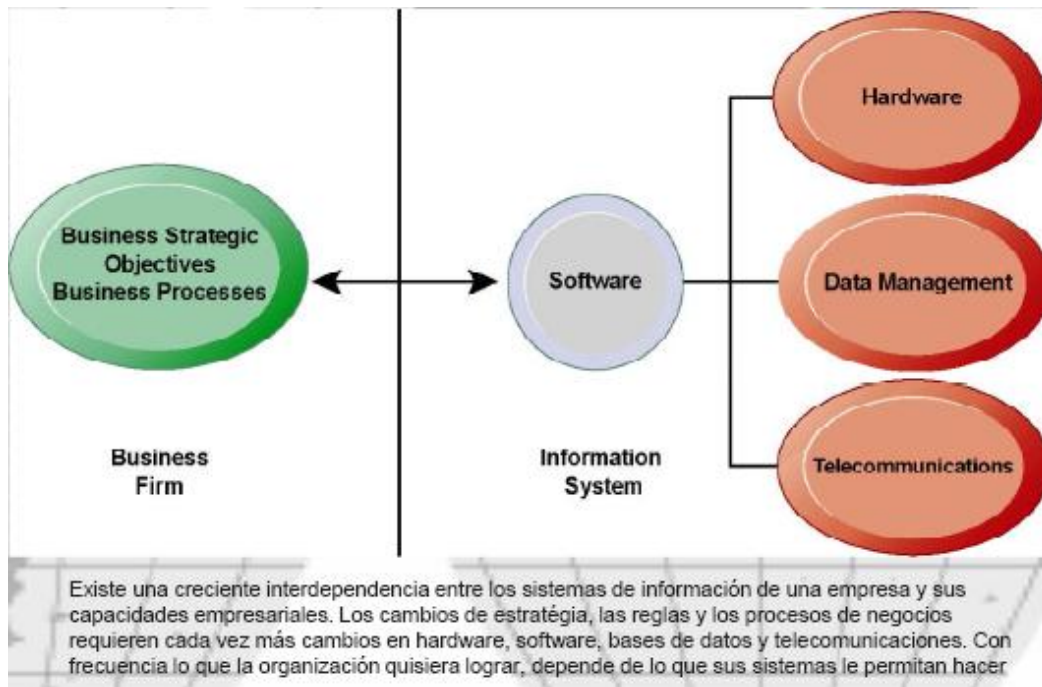 Hardware
Business Strategic
Objectives
Business Processes
Software
Data Management
Telecommunications
Business
Firm
Information
System
Existe una creciente interdependencia entre los sistemas de información de una empresa y sus
capacidades empresariales. Los cambios de estratégia, las reglas y los procesos de negocios
requieren cada vez más cambios en hardware, software, bases de datos y telecomunicaciones. Con
frecuencia lo que la organización quisiera lograr, depende de lo que sus sistemas le permitan hacer